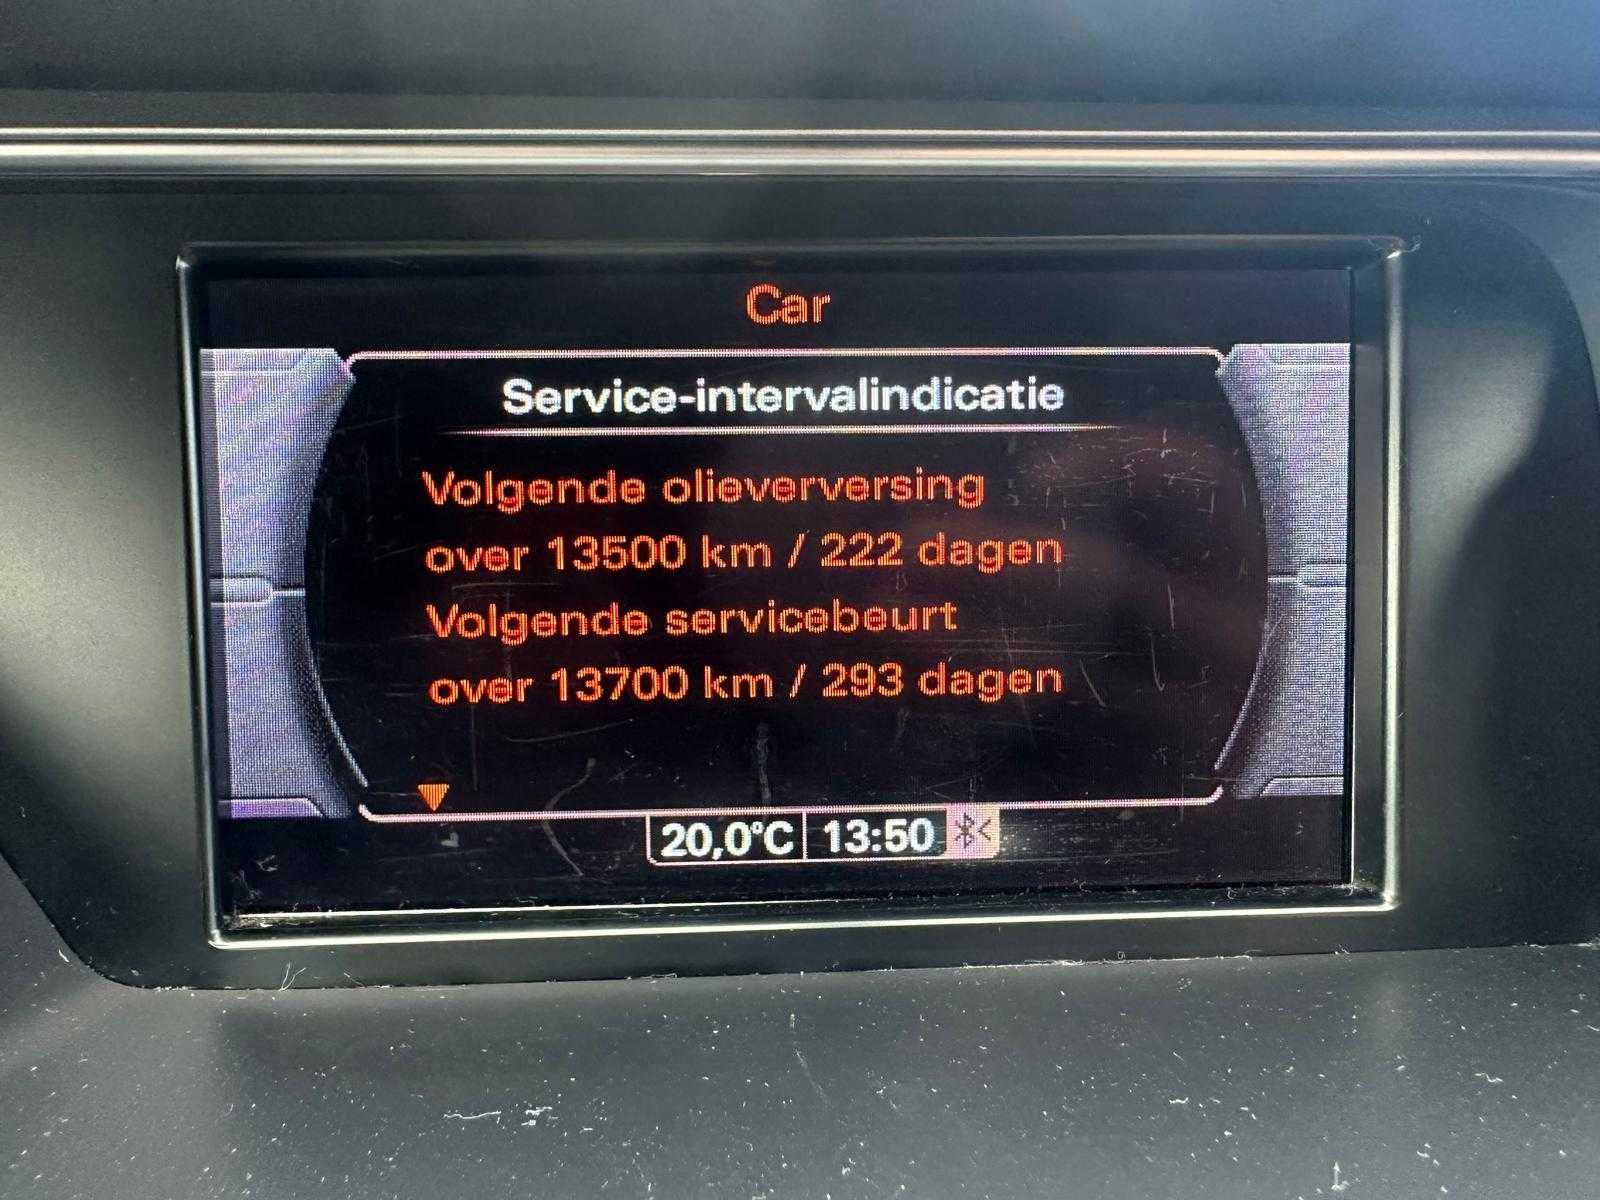 Car
Service-intervalindicatie
Volgende olieverversing
over 13500 km / 222 dagen
Volgende servicebeurt
over 13700 km / 293 dagen
20,0°C 13:50